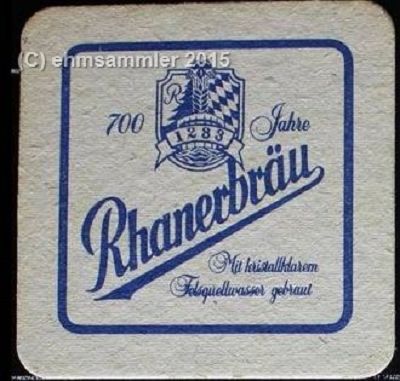 (C) ehmsammler 2015
R
700 Jahre
1283
Rhanerbräu
Mit kristallklarem
Felsquellwasser gebraut